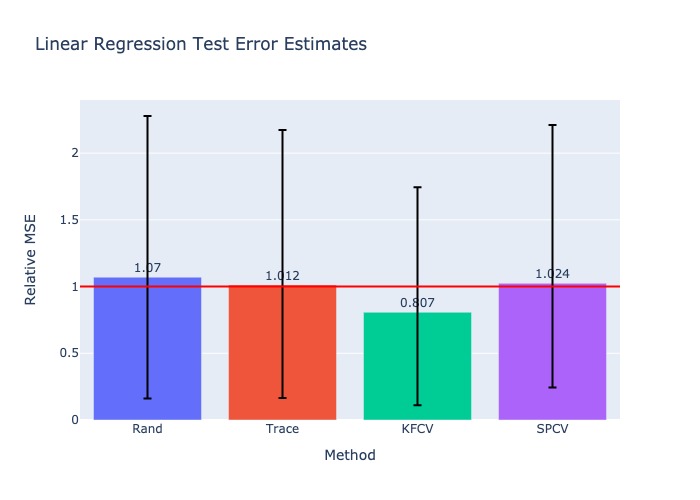 Linear Regression Test Error Estimates
Relative MSE
2
1.5
1
0.5
0
1.07
1.012
0.807
1.024
Rand
Trace
KFCV
SPCV
Method